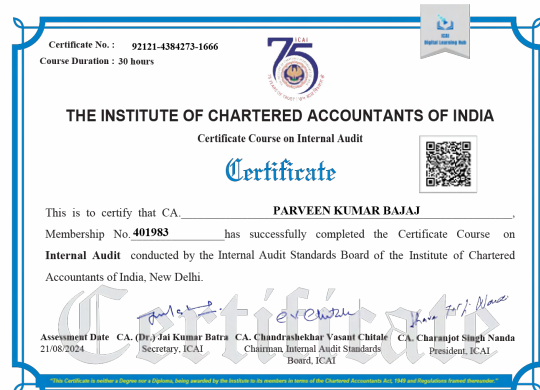 Certificate No. : 92121-4384273-1666
Course Duration : 30 hours
ICAI
Digital Learning Hub
ICAI
75
YEARS OF TRUST
THE INSTITUTE OF CHARTERED ACCOUNTANTS OF INDIA
Certificate Course on Internal Audit
Certificate
This is to certify that CA. PARVEEN KUMAR BAJAJ,
Membership No. 401983 has successfully completed the Certificate Course on
Internal Audit conducted by the Internal Audit Standards Board of the Institute of Chartered
Accountants of India, New Delhi.
Certificate
Assessment Date CA. (Dr.) Jai Kumar Batra CA. Chandrashekhar Vasant Chitale CA. Charanjot Singh Nanda
21/08/2024 Secretary, ICAI Chairman, Internal Audit Standards President, ICAI
Board, ICAI
"This Certificate is neither a Degree nor a Diploma, being awarded by the Institute to its members in terms of the Chartered Accountants Act, 1949 and Regulations framed thereunder."